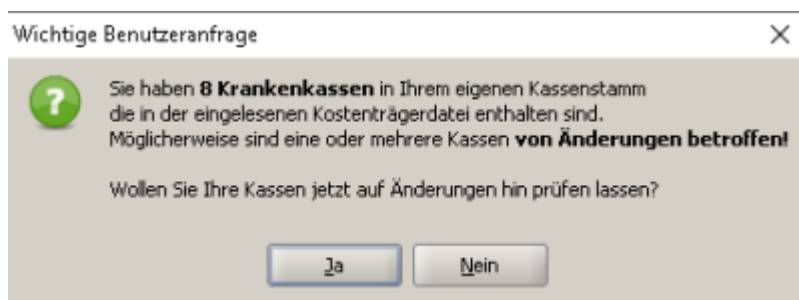 Wichtige Benutzeranfrage
Sie haben 8 Krankenkassen in Ihrem eigenen Kassenstamm
die in der eingelesenen Kostenträgerdatei enthalten sind.
Möglicherweise sind eine oder mehrere Kassen von Änderungen betroffen!
Wollen Sie Ihre Kassen jetzt auf Änderungen hin prüfen lassen?
Ja
Nein